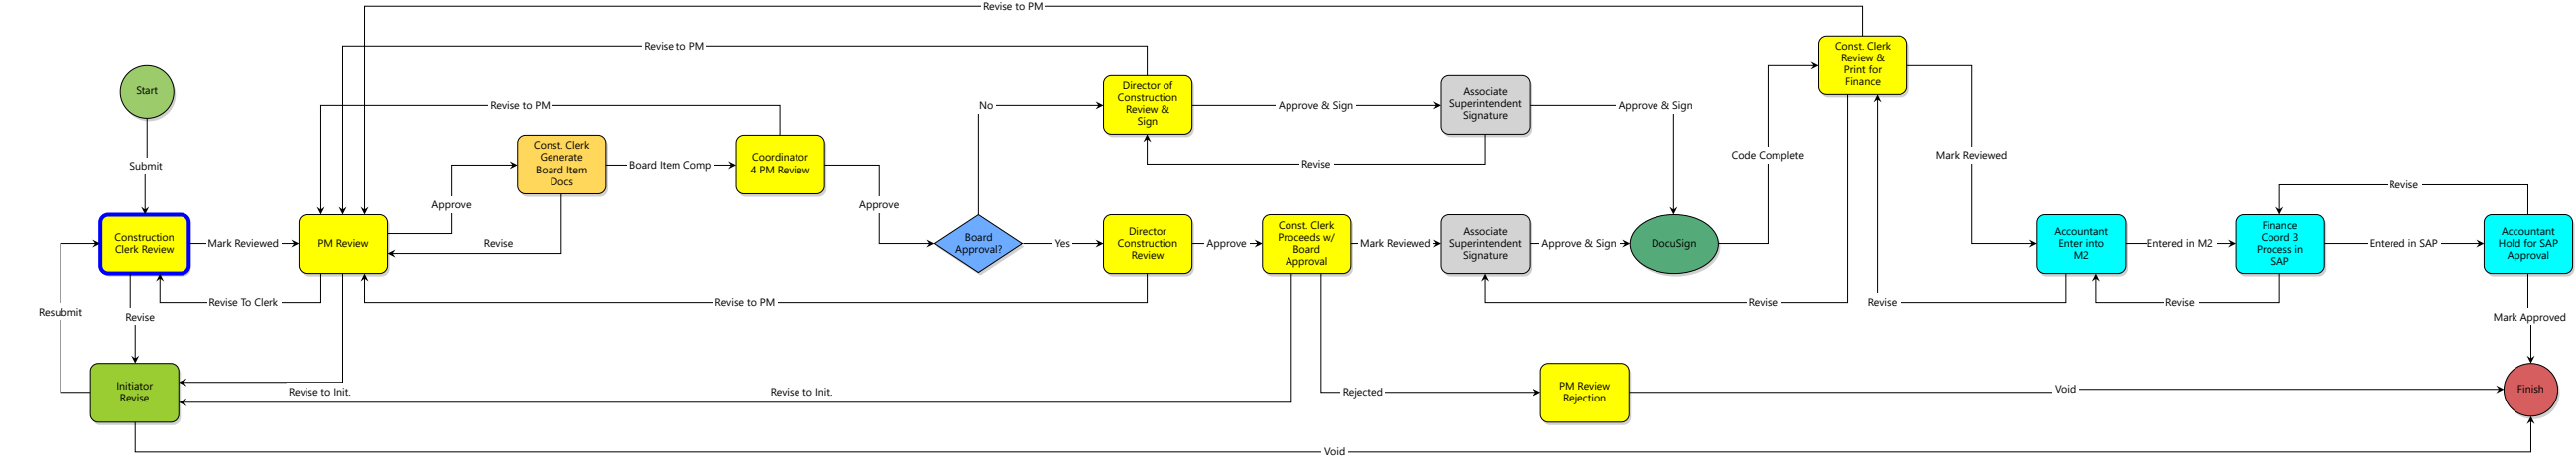 Revise to PM
Revise to PM
Const. Clerk
Review &
Print for
Finance
Start
Revise to PM
No
Director of
Construction
Review &
Sign
Approve & Sign
Associate
Superintendent
Signature
Approve & Sign
Submit
Const. Clerk
Generate
Board Item
Docs
Board Item Comp
Coordinator
4 PM Review
Revise
Code Complete
Mark Reviewed
Approve
Approve
Revise
Construction
Clerk Review
Mark Reviewed
PM Review
Revise
Board
Approval?
Yes
Director
Construction
Review
Approve
Const. Clerk
Proceeds w/
Board
Approval
Mark Reviewed
Associate
Superintendent
Signature
Approve & Sign
DocuSign
Accountant
Enter into
M2
Entered in M2
Finance
Coord 3
Process in
SAP
Entered in SAP
Accountant
Hold for SAP
Approval
Resubmit
Revise
Revise To Clerk
Revise to PM
Revise
Revise
Revise
Mark Approved
Initiator
Revise
Revise to Init.
Revise to Init.
Rejected
PM Review
Rejection
Void
Finish
Void